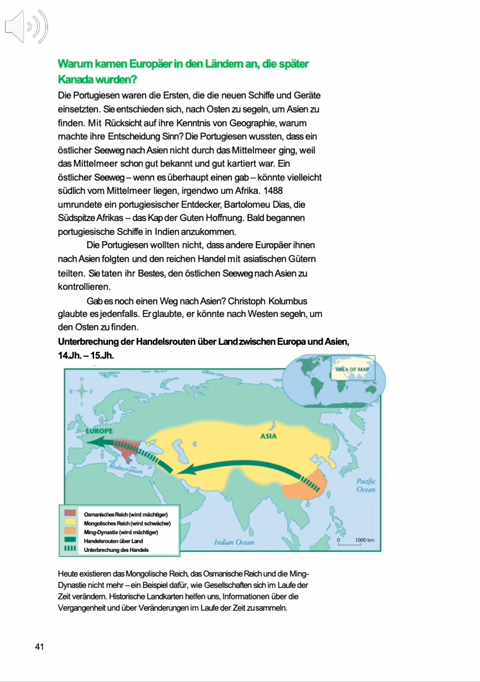 Warum kamen Europäer in den Ländern an, die später
Kanada wurden?
Die Portugiesen waren die Ersten, die die neuen Schiffe und Geräte
einsetzten. Sie entschieden sich, nach Osten zu segeln, um Asien zu
finden. Mit Rücksicht auf ihre Kenntnis von Geographie, warum
machte ihre Entscheidung Sinn? Die Portugiesen wussten, dass ein
östlicher Seeweg nach Asien nicht durch das Mittelmeer ging, weil
das Mittelmeer schon gut bekannt und gut kartiert war. Ein
östlicher Seeweg – wenn es überhaupt einen gab – könnte vielleicht
südlich vom Mittelmeer liegen, irgendwo um Afrika. 1488
umrundete ein portugiesischer Entdecker, Bartolomeu Dias, die
Südspitze Afrikas – das Kap der Guten Hoffnung. Bald begannen
portugiesische Schiffe in Indien anzukommen.
Die Portugiesen wollten nicht, dass andere Europäer ihnen
nach Asien folgten und den reichen Handel mit asiatischen Gütern
teilten. Sie taten ihr Bestes, den östlichen Seeweg nach Asien zu
kontrollieren.
Gab es noch einen Weg nach Asien? Christoph Kolumbus
glaubte es jedenfalls. Er glaubte, er könnte nach Westen segeln, um
den Osten zu finden.
Unterbrechung der Handelsrouten über Land zwischen Europa und Asien,
14.Jh. – 15.Jh.
AREA OF MAP
EUROPE
ASIA
Mediterranean
Pacific
Ocean
Indian Ocean
0 1000 km
Osmanisches Reich (wird mächtiger)
Mongolisches Reich (wird schwächer)
Ming-Dynastie (wird mächtiger)
Handelsrouten über Land
Unterbrechung des Handels
Heute existieren das Mongolische Reich, das Osmanische Reich und die Ming-
Dynastie nicht mehr – ein Beispiel dafür, wie Gesellschaften sich im Laufe der
Zeit verändern. Historische Landkarten helfen uns, Informationen über die
Vergangenheit und über Veränderungen im Laufe der Zeit zu sammeln.
41